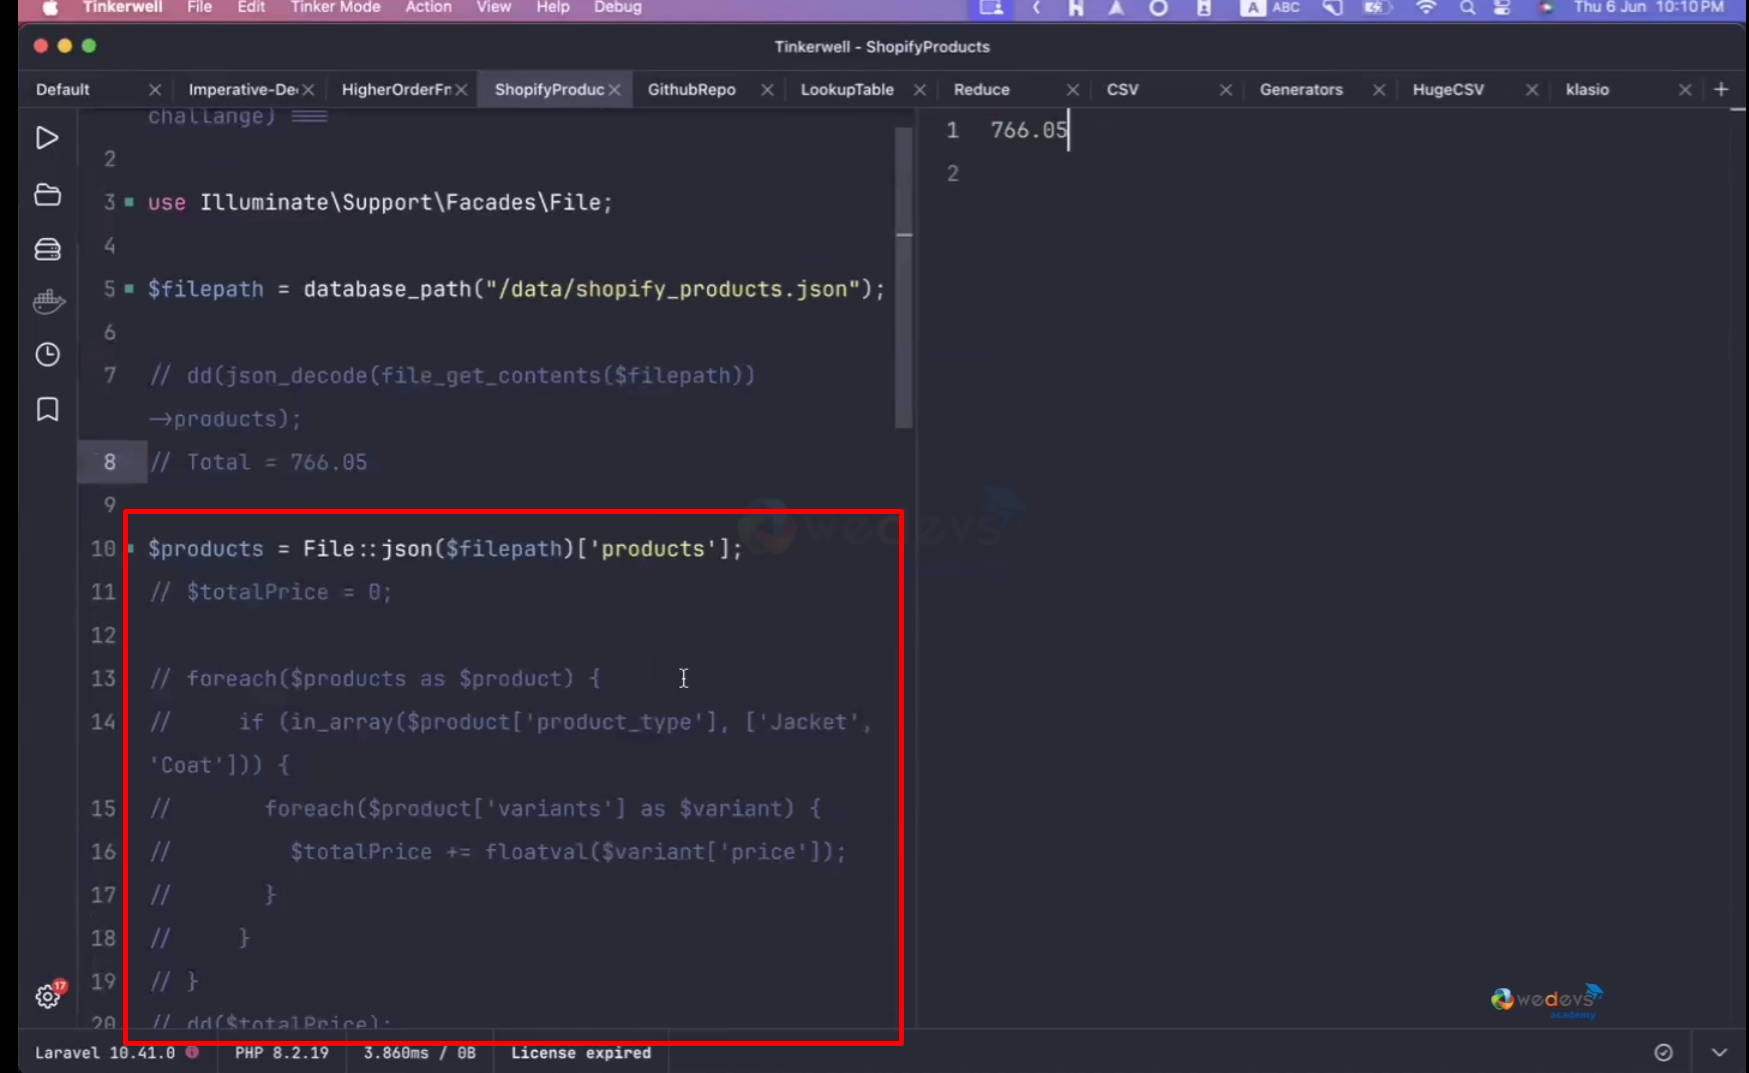 Tinkerwell File Edit Tinker Mode Action View Help Debug A ABC Thu 6 Jun 10:10 PM
Tinkerwell - ShopifyProducts
Default Imperative-De HigherOrderFn ShopifyProduc GithubRepo LookupTable Reduce CSV Generators HugeCSV klasio
challange) ===
2
3 use Illuminate\Support\Facades\File;
4
5 $filepath = database_path("/data/shopify_products.json");
6
7 // dd(json_decode(file_get_contents($filepath))
->products);
8 // Total = 766.05
9
10 $products = File::json($filepath)['products'];
11 // $totalPrice = 0;
12
13 // foreach($products as $product) {
14 // if (in_array($product['product_type'], ['Jacket',
'Coat'])) {
15 // foreach($product['variants'] as $variant) {
16 // $totalPrice += floatval($variant['price']);
17 // }
18 // }
19 // }
20 // dd($totalPrice);
1 766.05
2
wedevs
wedevs
academy
17
Laravel 10.41.0 PHP 8.2.19 3.860ms / 0B License expired